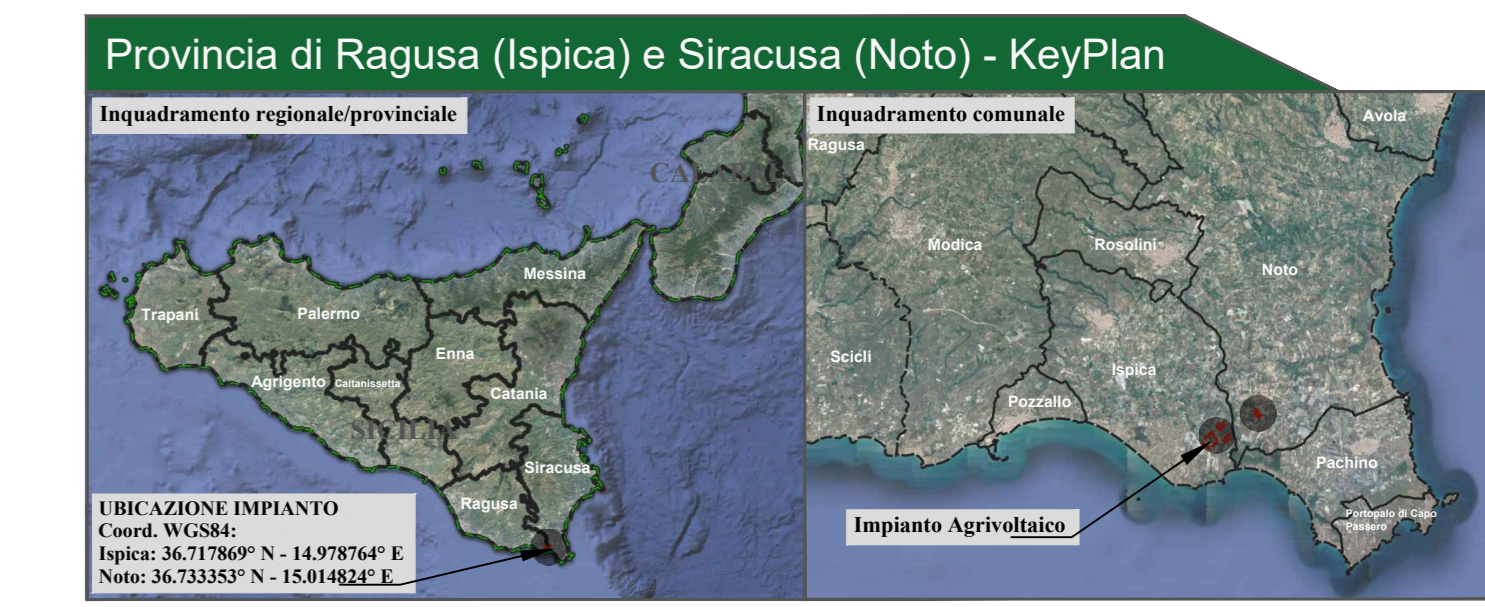 Provincia di Ragusa (Ispica) e Siracusa (Noto) - KeyPlan
Inquadramento regionale/provinciale
Messina
Trapani
Palermo
Enna
Agrigento
Caltanissetta
Catania
SICILIA
Siracusa
Ragusa
UBICAZIONE IMPIANTO
Coord. WGS84:
Ispica: 36.717869° N - 14.978764° E
Noto: 36.733353° N - 15.014824° E
Inquadramento comunale
Avola
Ragusa
Modica
Rosolini
Noto
Scicli
Ispica
Pozzallo
Pachino
Portopalo di Capo
Passero
Impianto Agrivoltaico